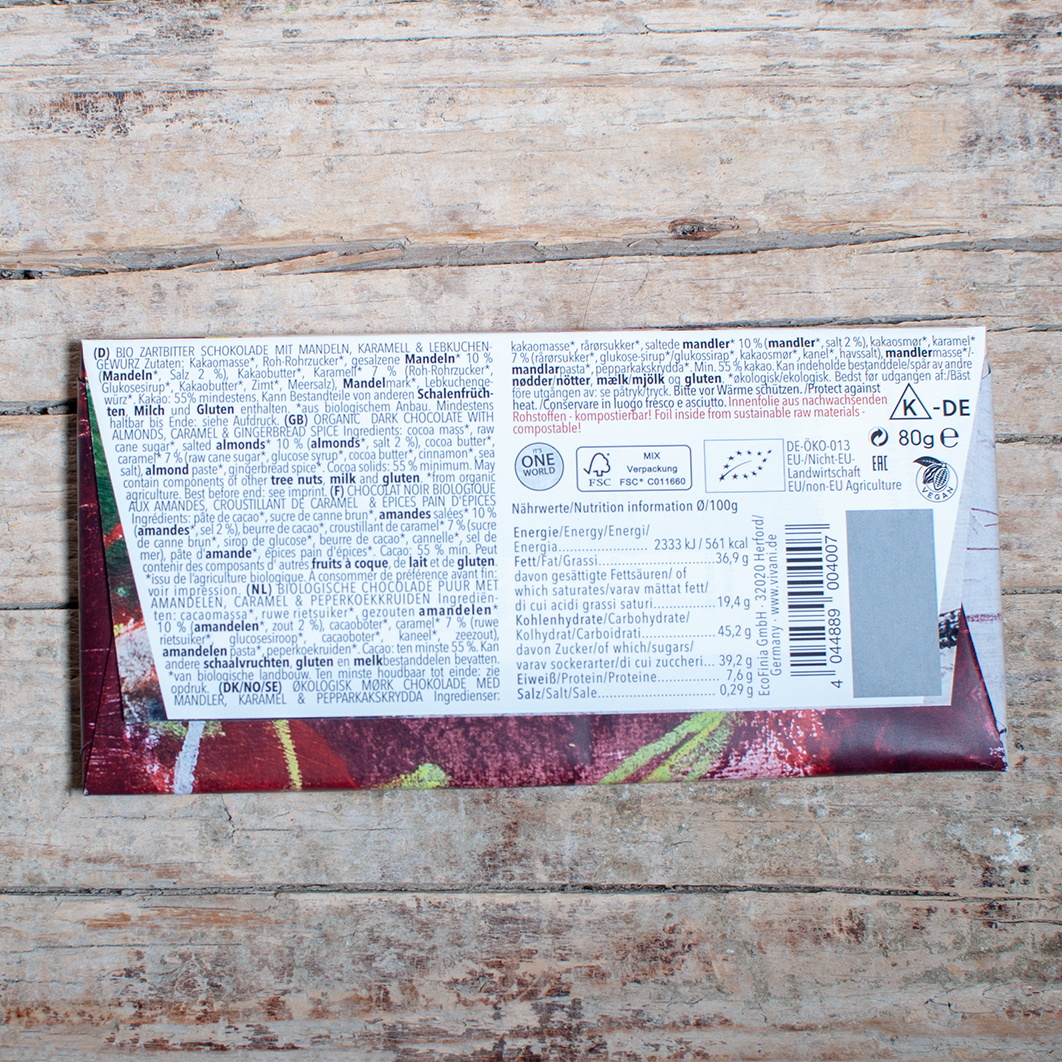 (D) BIO ZARTBITTER SCHOKOLADE MIT MANDELN, KARAMELL & LEBKUCHEN-
GEWÜRZ Zutaten: Kakaomasse*, Roh-Rohrzucker*, gesalzene Mandeln* 10 %
(Mandeln*, Salz 2 %), Kakaobutter*, Karamell* 7 % (Roh-Rohrzucker*,
Glukosesirup*, Kakaobutter*, Zimt*, Meersalz), Mandelmark*, Lebkuchenge-
würz*. Kakao: 55% mindestens. Kann Bestandteile von anderen Schalenfrüch-
ten, Milch und Gluten enthalten. *aus biologischem Anbau. Mindestens
haltbar bis Ende: siehe Aufdruck. (GB) ORGANIC DARK CHOCOLATE WITH
ALMONDS, CARAMEL & GINGERBREAD SPICE Ingredients: cocoa mass*, raw
cane sugar*, salted almonds* 10 % (almonds*, salt 2 %), cocoa butter*,
caramel* 7 % (raw cane sugar*, glucose syrup*, cocoa butter*, cinnamon*, sea
salt), almond paste*, gingerbread spice*. Cocoa solids: 55 % minimum. May
contain components of other tree nuts, milk and gluten. *from organic
agriculture. Best before end: see imprint. (F) CHOCOLAT NOIR BIOLOGIQUE
AUX AMANDES, CROUSTILLANT DE CARAMEL & ÉPICES PAIN D'ÉPICES
Ingrédients: pâte de cacao*, sucre de canne brun*, amandes salées* 10 %
(amandes*, sel 2 %), beurre de cacao*, croustillant de caramel* 7 % (sucre
de canne brun*, sirop de glucose*, beurre de cacao*, cannelle*, sel de
mer), pâte d'amande*, épices pain d'épices*. Cacao: 55 % min. Peut
contenir des composants d' autres fruits à coque, de lait et de gluten.
*issu de l'agriculture biologique. A consommer de préférence avant fin:
voir impression. (NL) BIOLOGISCHE CHOCOLADE PUUR MET
AMANDELEN, CARAMEL & PEPERKOEKKRUIDEN Ingrediën-
ten: cacaomassa*, ruwe rietsuiker*, gezouten amandelen*
10 % (amandelen*, zout 2 %), cacaoboter*, caramel* 7 % (ruwe
rietsuiker*, glucosesiroop*, cacaoboter*, kaneel*, zeezout),
amandelen pasta*, peperkoekruiden*. Cacao: ten minste 55 %. Kan
andere schaalvruchten, gluten en melkbestanddelen bevatten.
*van biologische landbouw. Ten minste houdbaar tot einde: zie
opdruk. (DK/NO/SE) ØKOLOGISK MØRK CHOKOLADE MED
MANDLER, KARAMEL & PEPPARKAKSKRYDDA Ingredienser:
kakaomasse*, rårørsukker*, saltede mandler* 10 % (mandler*, salt 2 %), kakaosmør*, karamel*
7 % (rårørsukker*, glukose-sirup*/glukossirap*, kakaosmør*, kanel*, havssalt), mandlermasse*/-
mandlarpasta*, pepparkakskrydda*. Min. 55 % kakao. Kan indeholde bestanddele/spår av andre
nødder/nötter, mælk/mjölk og gluten. *økologisk/ekologisk. Bedst før udgangen af:/Bäst
före utgången av: se påtryk/tryck. Bitte vor Wärme schützen. /Protect against
heat. /Conservare in luogo fresco e asciutto. Innenfolie aus nachwachsenden
Rohstoffen - kompostierbar! Foil inside from sustainable raw materials -
compostable!
K-DE
IT'S
ONE
WORLD
FSC
MIX
Verpackung
FSC® C011660
DE-ÖKO-013
EU-/Nicht-EU-
Landwirtschaft
EU/non-EU Agriculture
EAC
80g e
VEGAN
Nährwerte/Nutrition information Ø/100g
Energie/Energy/Energi/
Energia........................ 2333 kJ / 561 kcal
Fett/Fat/Grassi..............................36,9 g
davon gesättigte Fettsäuren/ of
which saturates/varav mättat fett/
di cui acidi grassi saturi...............19,4 g
Kohlenhydrate/Carbohydrate/
Kolhydrat/Carboidrati...................45,2 g
davon Zucker/of which/sugars/
varav sockerarter/di cui zuccheri... 39,2 g
Eiweiß/Protein/Proteine................. 7,6 g
Salz/Salt/Sale............................... 0,29 g
EcoFinia GmbH · 32020 Herford/
Germany · www.vivani.de
4 044889 004007